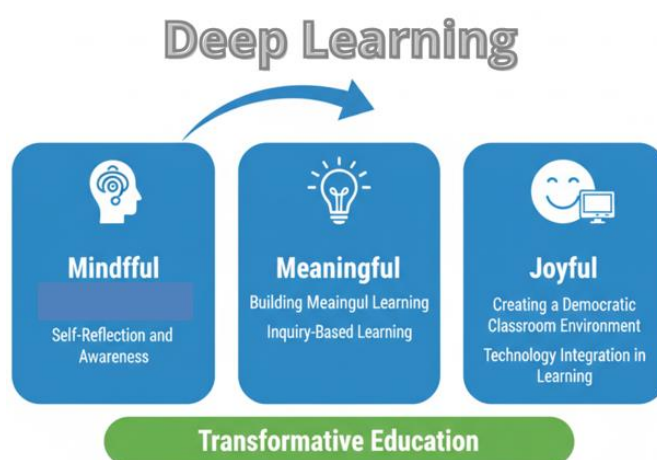 Deep Learning
Mindfful
Self-Reflection and
Awareness
Meaningful
Building Meaingul Learning
Inquiry-Based Learning
Joyful
Creating a Democratic
Classroom Environment
Technology Integration in
Learning
Transformative Education